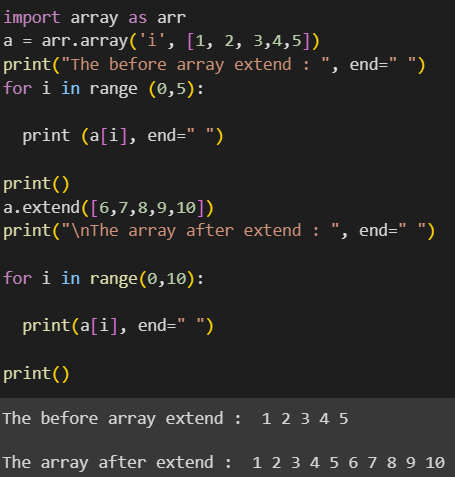 import array as arr
a = arr.array('i', [1, 2, 3,4,5])
print("The before array extend : ", end=" ")
for i in range (0,5):
print (a[i], end=" ")
print()
a.extend([6,7,8,9,10])
print("\nThe array after extend : ", end=" ")
for i in range(0,10):
print(a[i], end=" ")
print()
The before array extend :  1 2 3 4 5
The array after extend :  1 2 3 4 5 6 7 8 9 10